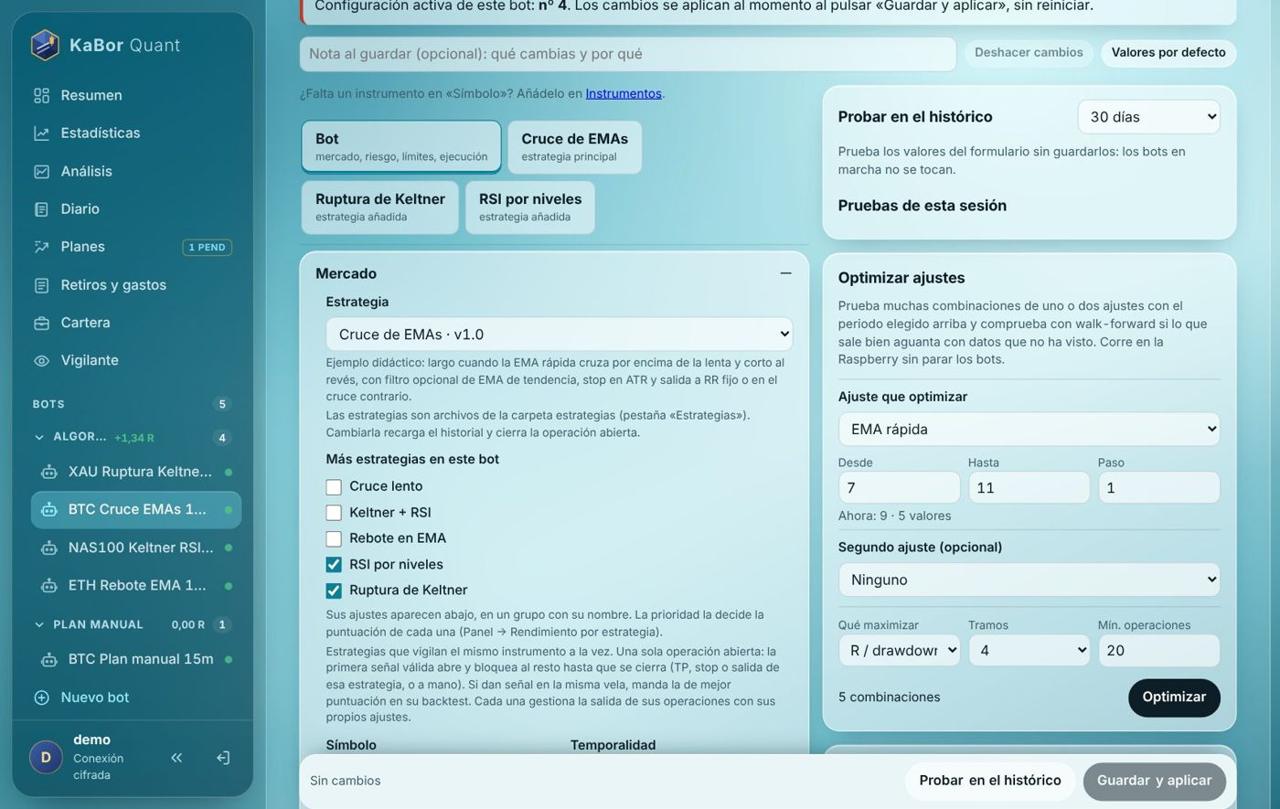 KaBor Quant
Resumen
Estadísticas
Análisis
Diario
Planes
1 PEND
Retiros y gastos
Cartera
Vigilante
BOTS
5
ALGOR...
+1,34 R
4
XAU Ruptura Keltne...
BTC Cruce EMAs 1...
NAS100 Keltner RSI...
ETH Rebote EMA 1...
PLAN MANUAL
0,00 R
1
BTC Plan manual 15m
Nuevo bot
D
demo
Conexión
cifrada
Configuración activa de este bot: nº 4. Los cambios se aplican al momento al pulsar «Guardar y aplicar», sin reiniciar.
Nota al guardar (opcional): qué cambias y por qué
Deshacer cambios
Valores por defecto
¿Falta un instrumento en «Símbolo»? Añádelo en Instrumentos.
Bot
mercado, riesgo, límites, ejecución
Cruce de EMAs
estrategia principal
Ruptura de Keltner
estrategia añadida
RSI por niveles
estrategia añadida
Mercado
Estrategia
Cruce de EMAs · v1.0
Ejemplo didáctico: largo cuando la EMA rápida cruza por encima de la lenta y corto al
revés, con filtro opcional de EMA de tendencia, stop en ATR y salida a RR fijo o en el
cruce contrario.
Las estrategias son archivos de la carpeta estrategias (pestaña «Estrategias»).
Cambiarla recarga el historial y cierra la operación abierta.
Más estrategias en este bot
Cruce lento
Keltner + RSI
Rebote en EMA
RSI por niveles
Ruptura de Keltner
Sus ajustes aparecen abajo, en un grupo con su nombre. La prioridad la decide la
puntuación de cada una (Panel → Rendimiento por estrategia).
Estrategias que vigilan el mismo instrumento a la vez. Una sola operación abierta: la
primera señal válida abre y bloquea al resto hasta que se cierra (TP, stop o salida de
esa estrategia, o a mano). Si dan señal en la misma vela, manda la de mejor
puntuación en su backtest. Cada una gestiona la salida de sus operaciones con sus
propios ajustes.
Símbolo
Temporalidad
Probar en el histórico
30 días
Prueba los valores del formulario sin guardarlos: los bots en
marcha no se tocan.
Pruebas de esta sesión
Optimizar ajustes
Prueba muchas combinaciones de uno o dos ajustes con el
periodo elegido arriba y comprueba con walk-forward si lo que
sale bien aguanta con datos que no ha visto. Corre en la
Raspberry sin parar los bots.
Ajuste que optimizar
EMA rápida
Desde
Hasta
Paso
7
11
1
Ahora: 9 · 5 valores
Segundo ajuste (opcional)
Ninguno
Qué maximizar
Tramos
Mín. operaciones
R / drawdowr
4
20
5 combinaciones
Optimizar
Sin cambios
Probar en el histórico
Guardar y aplicar